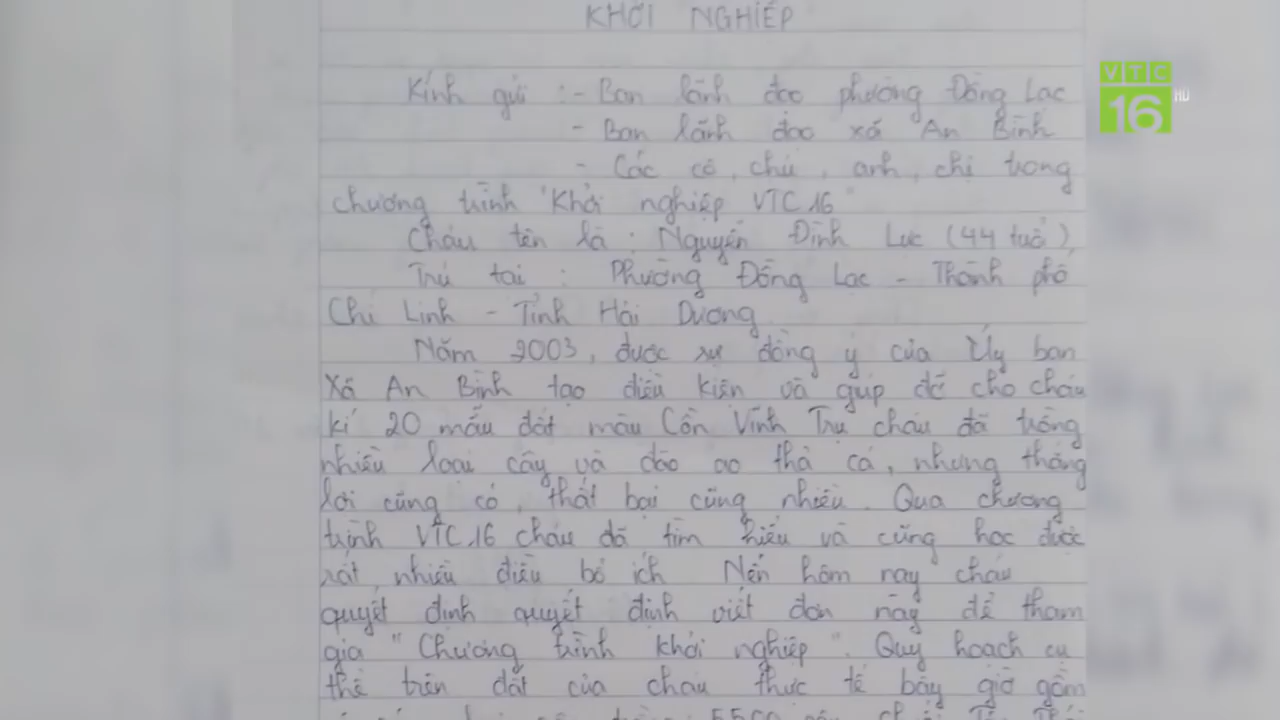 KHỞI NGHIỆP
Kính gửi :- Ban lãnh đạo phường Đồng Lạc
- Ban lãnh đạo xã An Bình
- Các cô, chú, anh, chị trong
chương trình "Khởi nghiệp VTC16"
Cháu tên là : Nguyễn Đình Lực (44 tuổi)
Trú tại : Phường Đồng Lạc - Thành phố
Chí Linh - Tỉnh Hải Dương
Năm 2003, được sự đồng ý của Ủy ban
Xã An Bình tạo điều kiện và giúp đỡ cho cháu
kí 20 mẫu đất màu Cồn Vĩnh Trụ cháu đã trồng
nhiều loại cây và đào ao thả cá, nhưng thắng
lợi cũng có, thất bại cũng nhiều. Qua chương
trình VTC16 cháu đã tìm hiểu và cũng học được
rất nhiều điều bổ ích Nên hôm nay cháu
quyết định quyết định viết đơn này để tham
gia "Chương trình khởi nghiệp". Quy hoạch cụ
thể trên đất của cháu thực tế bây giờ gồm
VTC
16 HD